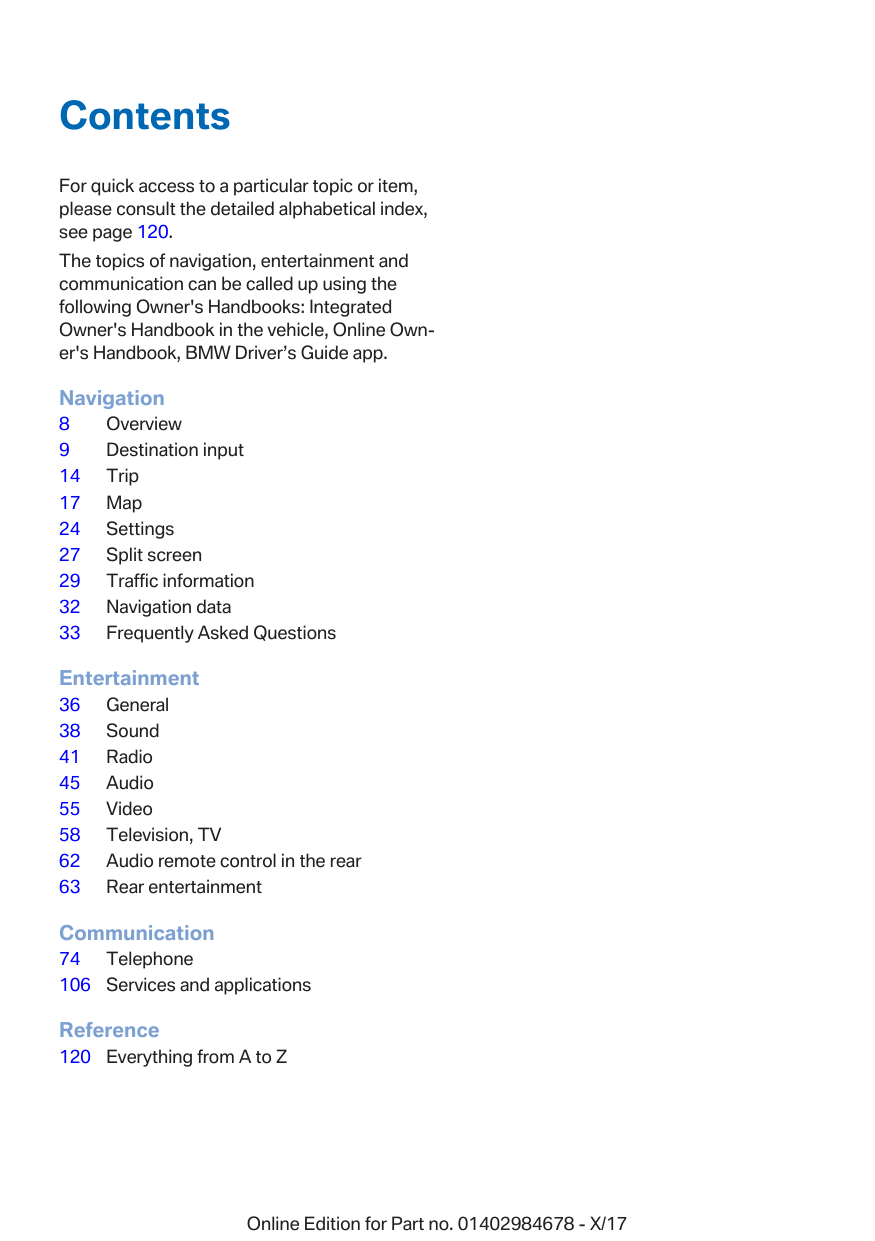 Contents
For quick access to a particular topic or item,
please consult the detailed alphabetical index,
see page 120.
The topics of navigation, entertainment and
communication can be called up using the
following Owner's Handbooks: Integrated
Owner's Handbook in the vehicle, Online Own-
er's Handbook, BMW Driver’s Guide app.
Navigation
8 Overview
9 Destination input
14 Trip
17 Map
24 Settings
27 Split screen
29 Traffic information
32 Navigation data
33 Frequently Asked Questions
Entertainment
36 General
38 Sound
41 Radio
45 Audio
55 Video
58 Television, TV
62 Audio remote control in the rear
63 Rear entertainment
Communication
74 Telephone
106 Services and applications
Reference
120 Everything from A to Z
Online Edition for Part no. 01402984678 - X/17